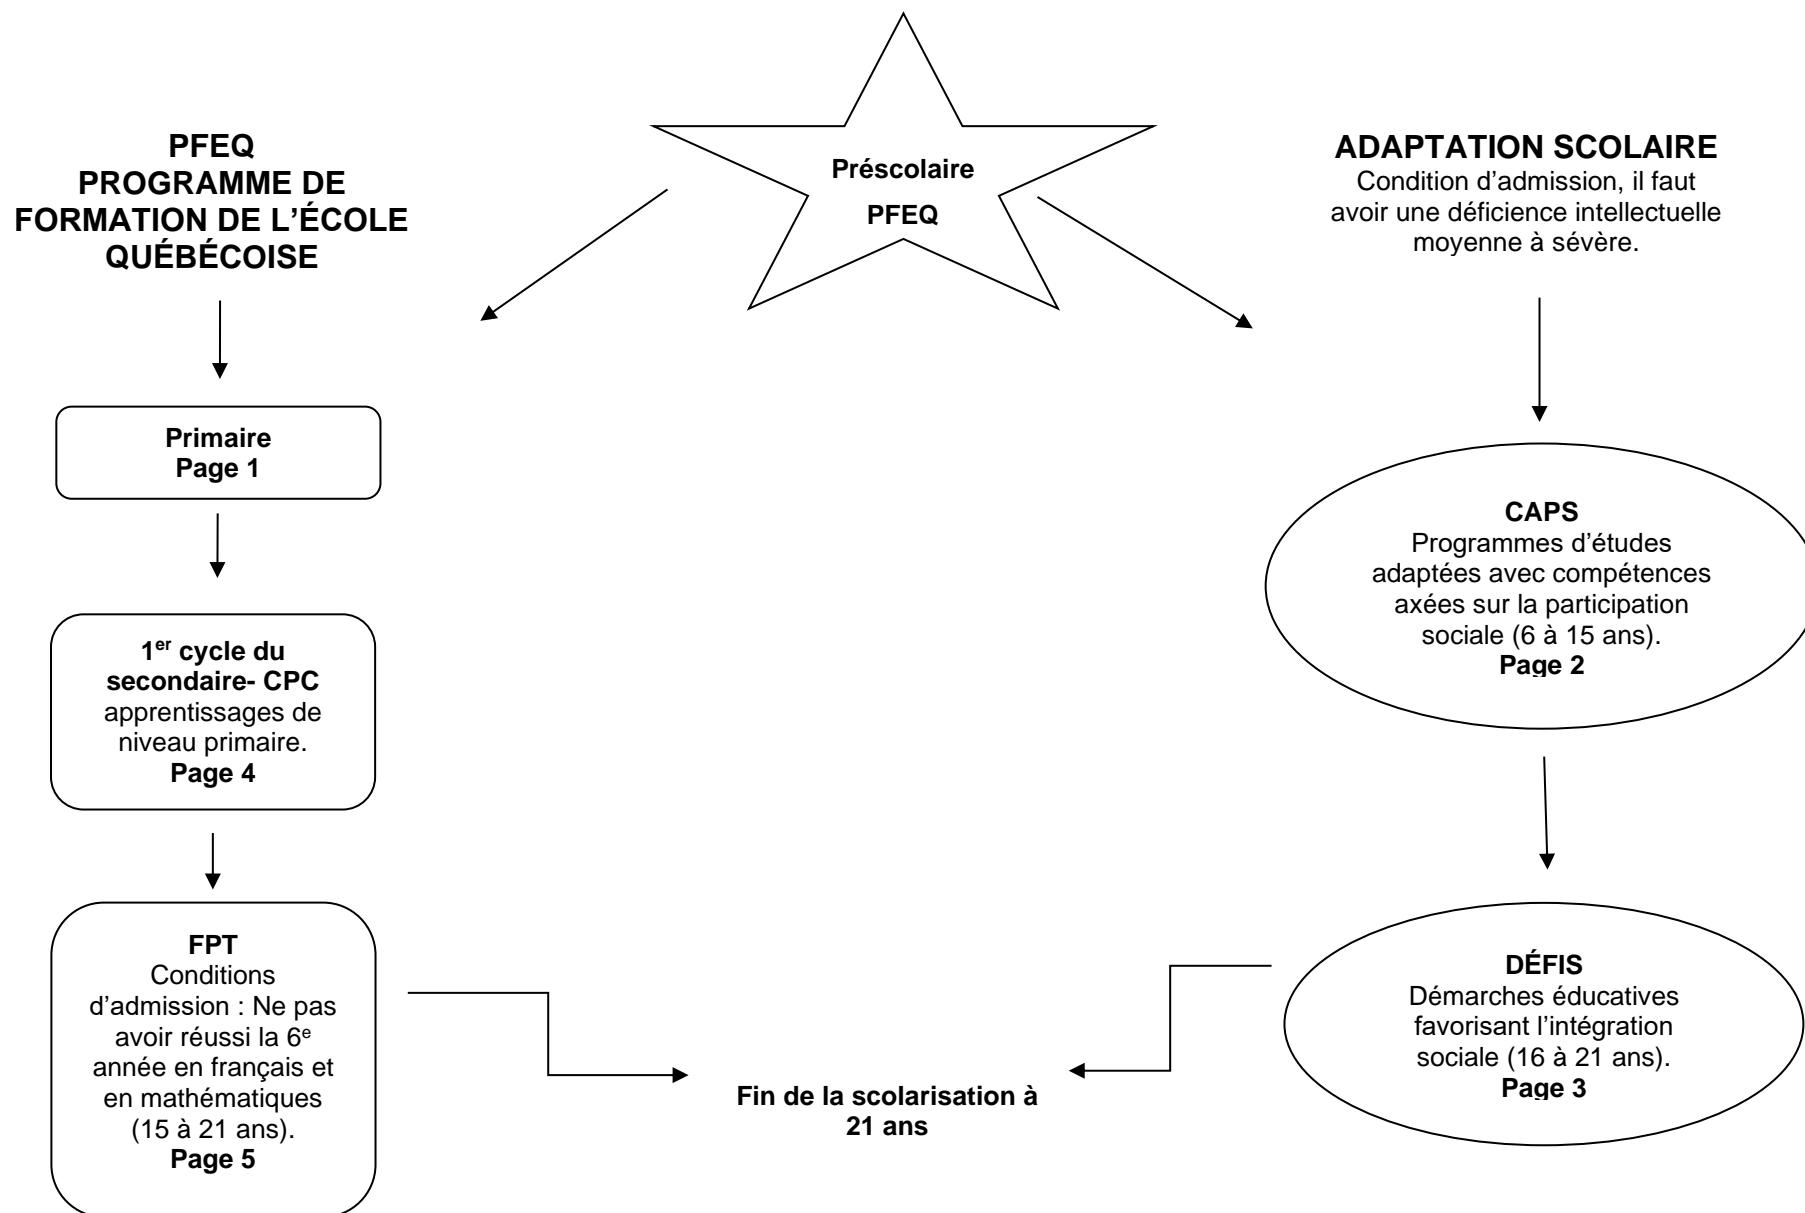 PFEQ
PROGRAMME DE
FORMATION DE L’ÉCOLE
QUÉBÉCOISE
Préscolaire
PFEQ
ADAPTATION SCOLAIRE
Condition d’admission, il faut
avoir une déficience intellectuelle
moyenne à sévère.
Primaire
Page 1
1er cycle du
secondaire- CPC
apprentissages de
niveau primaire.
Page 4
FPT
Conditions
d’admission : Ne pas
avoir réussi la 6e
année en français et
en mathématiques
(15 à 21 ans).
Page 5
CAPS
Programmes d’études
adaptées avec compétences
axées sur la participation
sociale (6 à 15 ans).
Page 2
DÉFIS
Démarches éducatives
favorisant l’intégration
sociale (16 à 21 ans).
Page 3
Fin de la scolarisation à
21 ans